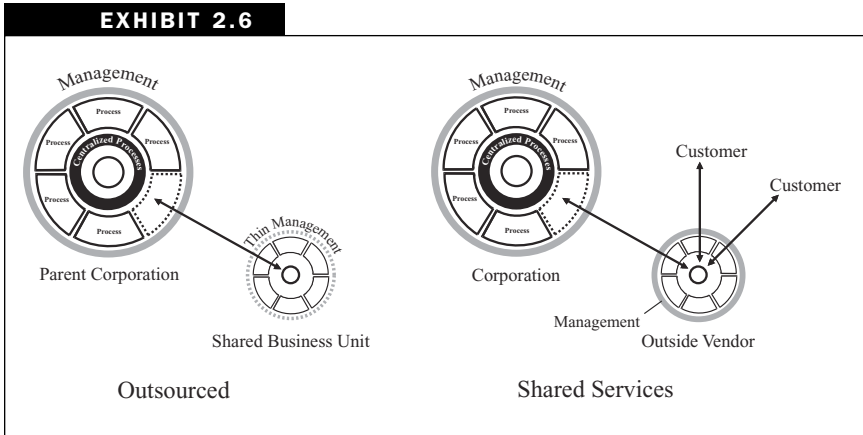 EXHIBIT 2.6
Management
Process
Process
Process
Centralized Processes
Process
Process
Parent Corporation
Thin Management
Shared Business Unit
Outsourced
Management
Process
Process
Process
Centralized Processes
Process
Process
Corporation
Customer
Customer
Management
Outside Vendor
Shared Services